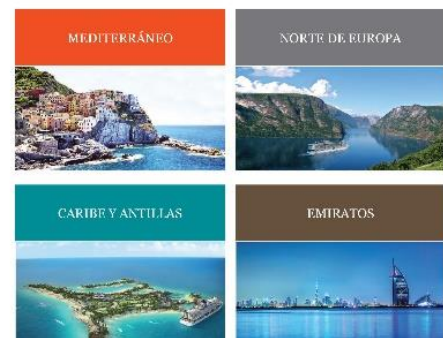 MEDITERRÁNEO
NORTE DE EUROPA
CARIBE Y ANTILLAS
EMIRATOS